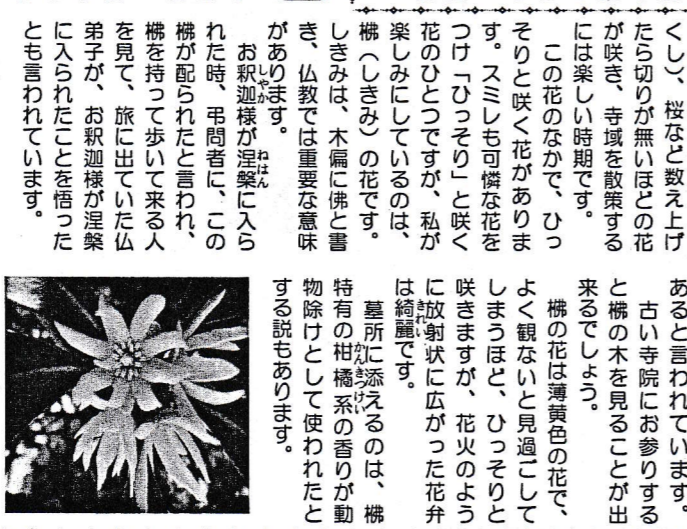 くし）、桜など数え上げ
たら切りが無いほどの花
が咲き、寺域を散策する
には楽しい時期です。
この花のなかで、ひっ
そりと咲く花がありま
す。スミレも可憐な花を
つけ「ひっそり」と咲く
花のひとつですが、私が
楽しみにしているのは、
梻（しきみ）の花です。
しきみは、木偏に佛と書
き、仏教では重要な意味
があります。
お釈迦様が涅槃に入ら
れた時、弔問者に、この
梻が配られたと言われ、
梻を持って歩いて来る人
を見て、旅に出ていた仏
弟子が、お釈迦様が涅槃
に入られたことを悟った
とも言われています。
あると言われています。
古い寺院にお参りする
と梻の木を見ることが出
来るでしょう。
梻の花は薄黄色の花で、
よく観ないと見過ごして
しまうほど、ひっそりと
咲きますが、花火のよう
に放射状に広がった花弁
は綺麗です。
墓所に添えるのは、梻
特有の柑橘系の香りが動
物除けとして使われたと
する説もあります。